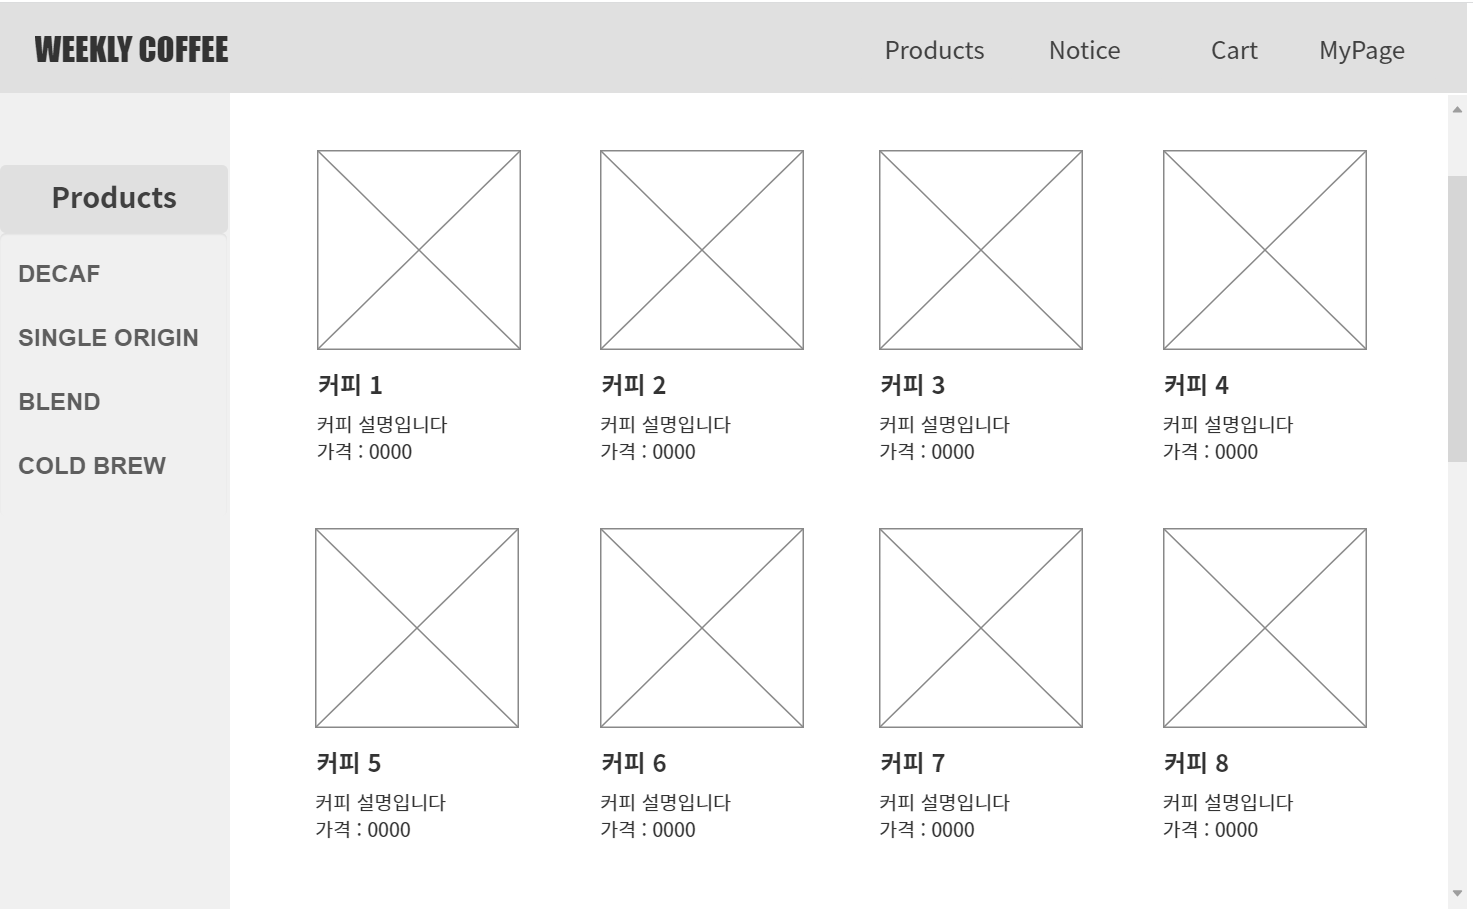 WEEKLY COFFEE
Products
Notice
Cart
MyPage
Products
DECAF
SINGLE ORIGIN
BLEND
COLD BREW
커피 1
커피 설명입니다
가격 : 0000
커피 2
커피 설명입니다
가격 : 0000
커피 3
커피 설명입니다
가격 : 0000
커피 4
커피 설명입니다
가격 : 0000
커피 5
커피 설명입니다
가격 : 0000
커피 6
커피 설명입니다
가격 : 0000
커피 7
커피 설명입니다
가격 : 0000
커피 8
커피 설명입니다
가격 : 0000